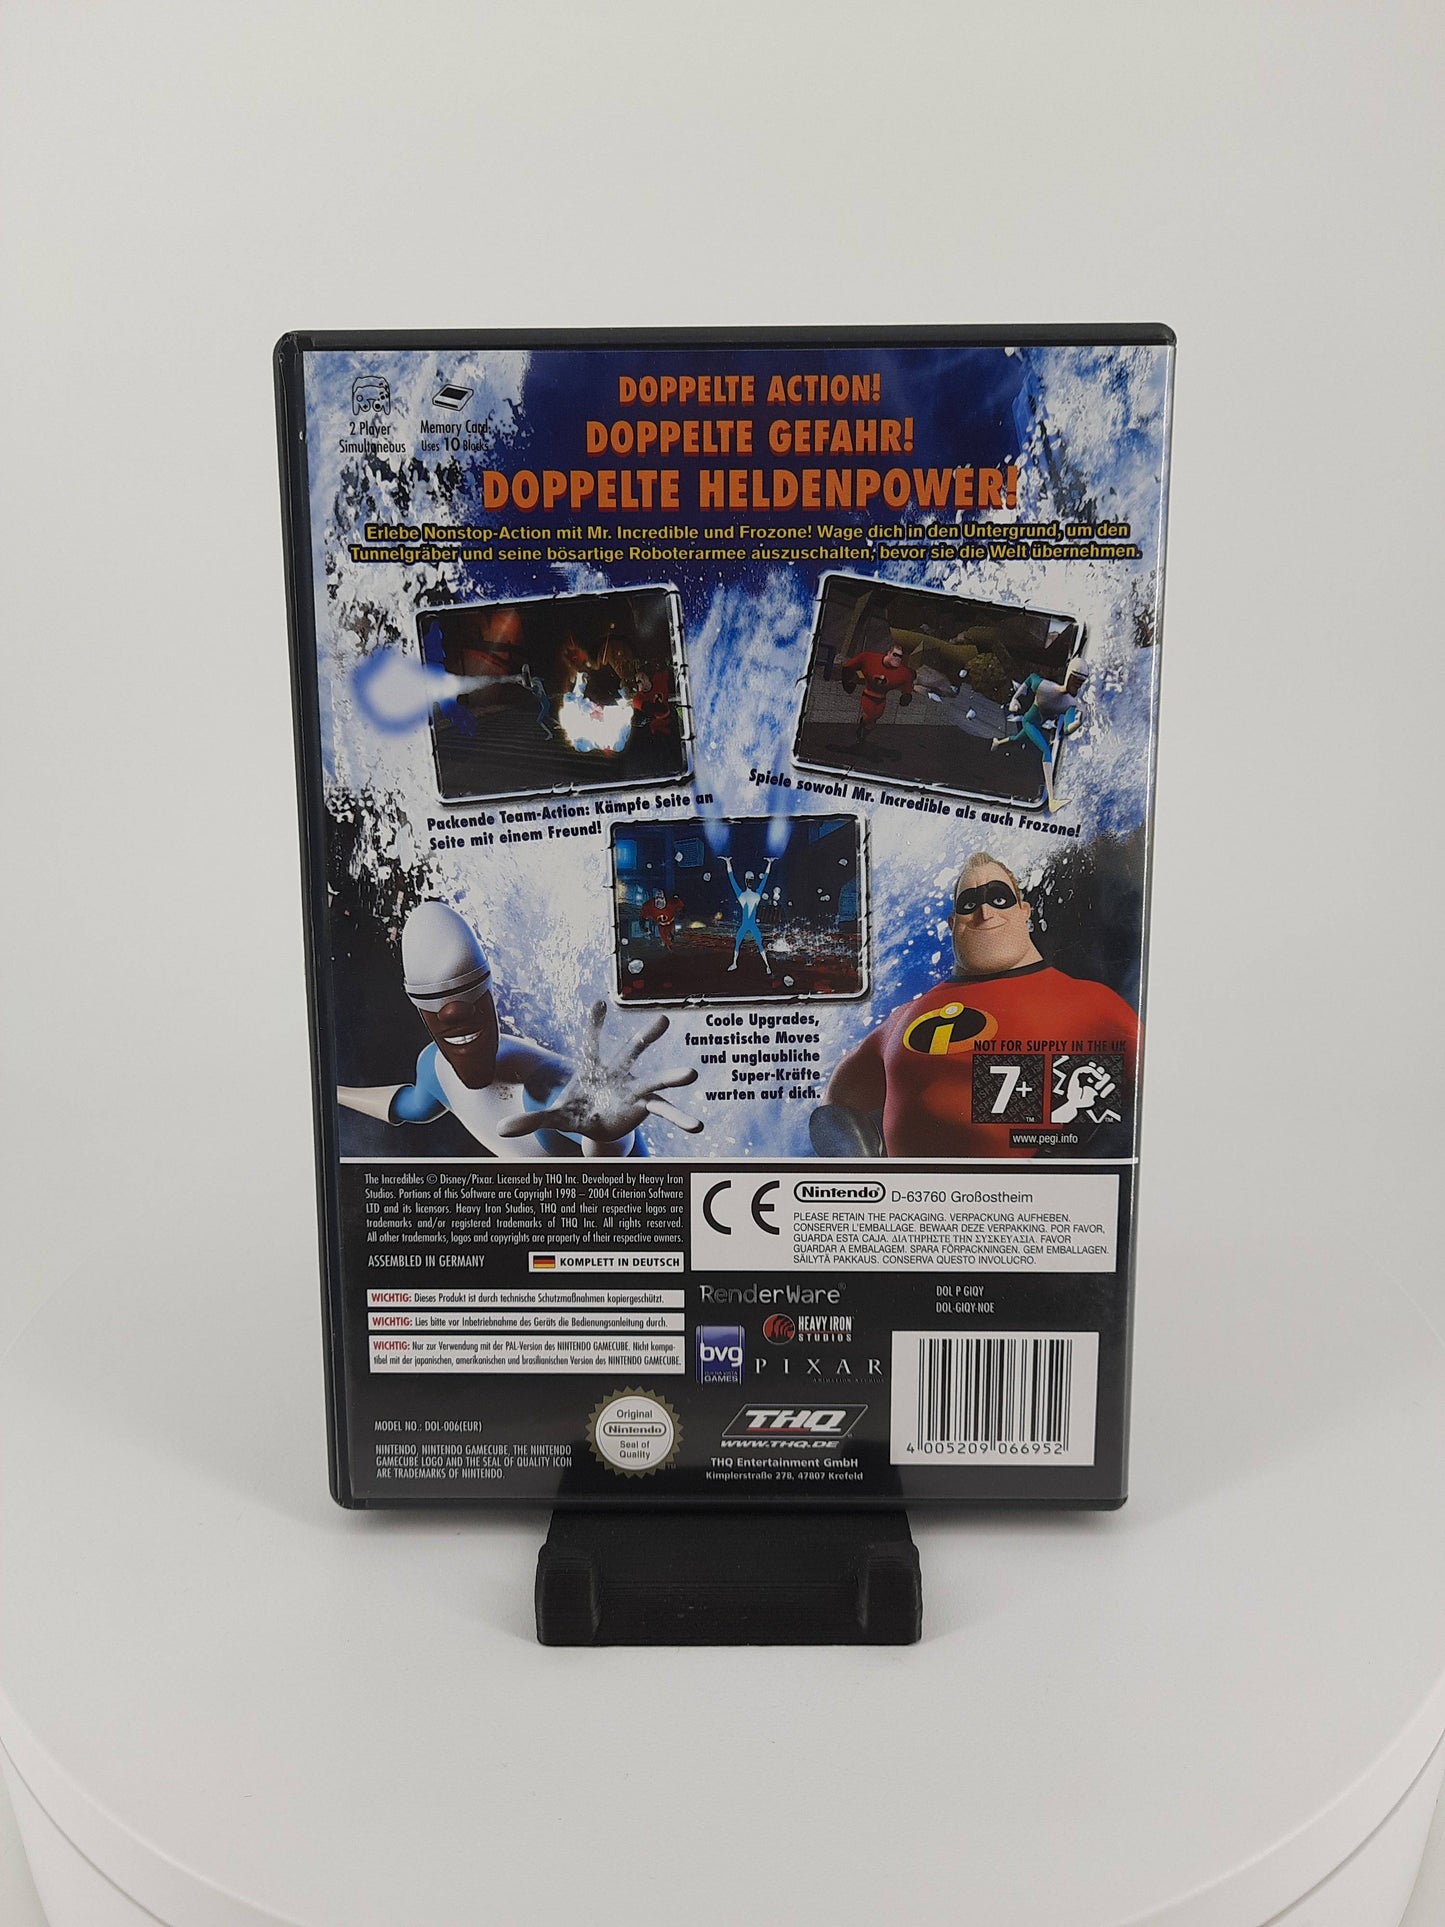 DOPPELTE ACTION!
DOPPELTE GEFAHR!
DOPPELTE HELDENPOWER!
2 Player
Simultaneous
Memory Card
Uses 10 Blocks
Erlebe Nonstop-Action mit Mr. Incredible und Frozone! Wage dich in den Untergrund, um den
Tunnelgräber und seine bösartige Roboterarmee auszuschalten, bevor sie die Welt übernehmen.
Packende Team-Action: Kämpfe Seite an
Seite mit einem Freund!
Spiele sowohl Mr. Incredible als auch Frozone!
Coole Upgrades,
fantastische Moves
und unglaubliche
Super-Kräfte
warten auf dich.
NOT FOR SUPPLY IN THE UK
7+
TM
TM
www.pegi.info
The Incredibles © Disney/Pixar. Licensed by THQ Inc. Developed by Heavy Iron
Studios. Portions of this Software are Copyright 1998 – 2004 Criterion Software
LTD and its licensors. Heavy Iron Studios, THQ and their respective logos are
trademarks and/or registered trademarks of THQ Inc. All rights reserved.
All other trademarks, logos and copyrights are property of their respective owners.
ASSEMBLED IN GERMANY
KOMPLETT IN DEUTSCH
CE
Nintendo® D-63760 Großostheim
PLEASE RETAIN THE PACKAGING. VERPACKUNG AUFHEBEN.
CONSERVER L'EMBALLAGE. BEWAAR DEZE VERPAKKING. POR FAVOR,
GUARDA ESTA CAJA. ΔΙΑΤΗΡΗΣΤΕ ΤΗΝ ΣΥΣΚΕΥΑΣΙΑ. FAVOR
GUARDAR A EMBALAGEM. SPARA FÖRPACKNINGEN. GEM EMBALLAGEN.
SÄILYTÄ PAKKAUS. CONSERVA QUESTO INVOLUCRO.
WICHTIG: Dieses Produkt ist durch technische Schutzmaßnahmen kopiergeschützt.
WICHTIG: Lies bitte vor Inbetriebnahme des Geräts die Bedienungsanleitung durch.
WICHTIG: Nur zur Verwendung mit der PAL-Version des NINTENDO GAMECUBE. Nicht kompa-
tibel mit der japanischen, amerikanischen und brasilianischen Version des NINTENDO GAMECUBE.
RenderWare®
HEAVY IRON
STUDIOS
bvg
BUENA VISTA
GAMES
PIXAR
ANIMATION STUDIOS
DOL P GIQY
DOL-GIQY-NOE
MODEL NO.: DOL-006(EUR)
NINTENDO, NINTENDO GAMECUBE, THE NINTENDO
GAMECUBE LOGO AND THE SEAL OF QUALITY ICON
ARE TRADEMARKS OF NINTENDO.
Original
Nintendo
Seal of
Quality
TM
THQ
WWW.THQ.DE
THQ Entertainment GmbH
Kimplerstraße 278, 47807 Krefeld
4 005209 066952